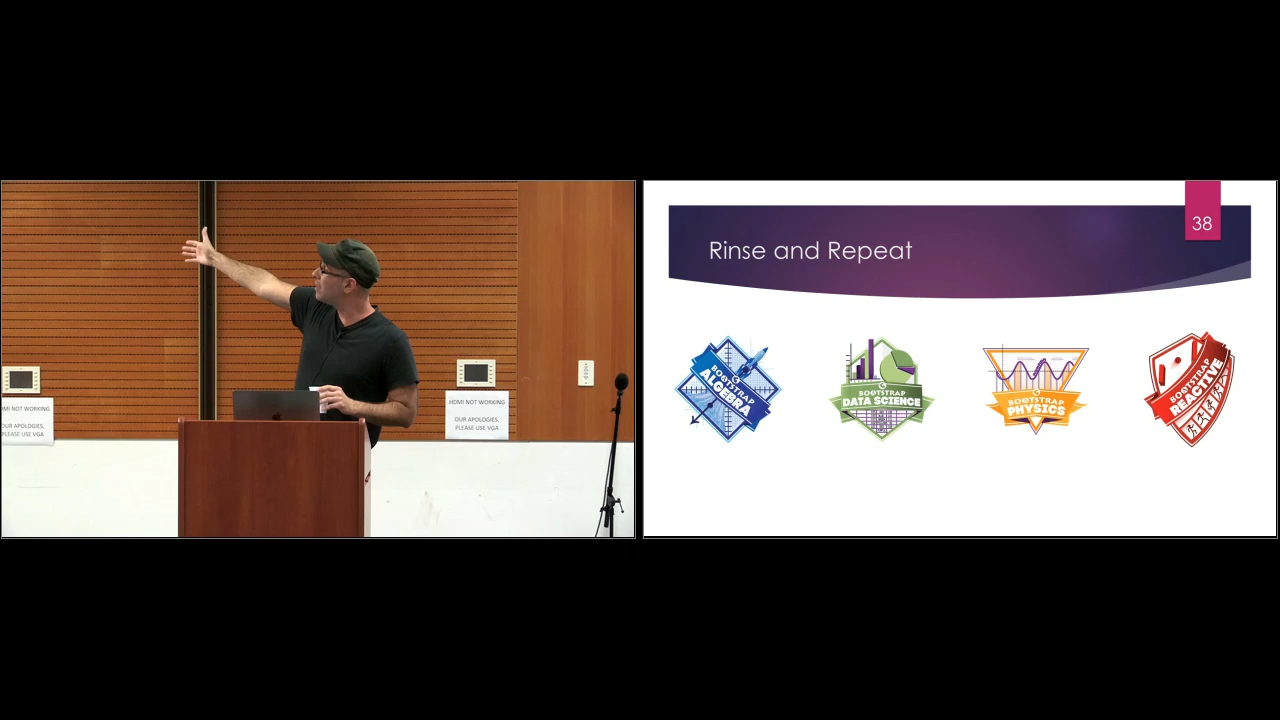 HDMI NOT WORKING
OUR APOLOGIES,
PLEASE USE VGA
HDMI NOT WORKING
OUR APOLOGIES,
PLEASE USE VGA
38
Rinse and Repeat
BOOTSTRAP
ALGEBRA
BOOTSTRAP
DATA SCIENCE
BOOTSTRAP
PHYSICS
BOOTSTRAP
REACTIVE